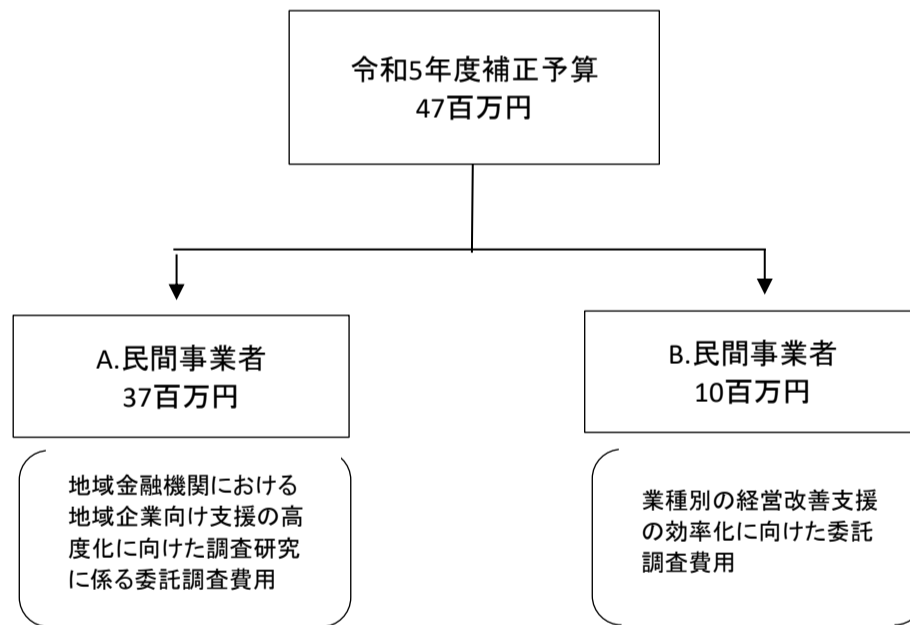 令和5年度補正予算
47百万円
A.民間事業者
37百万円
地域金融機関における
地域企業向け支援の高
度化に向けた調査研究
に係る委託調査費用
B.民間事業者
10百万円
業種別の経営改善支援
の効率化に向けた委託
調査費用